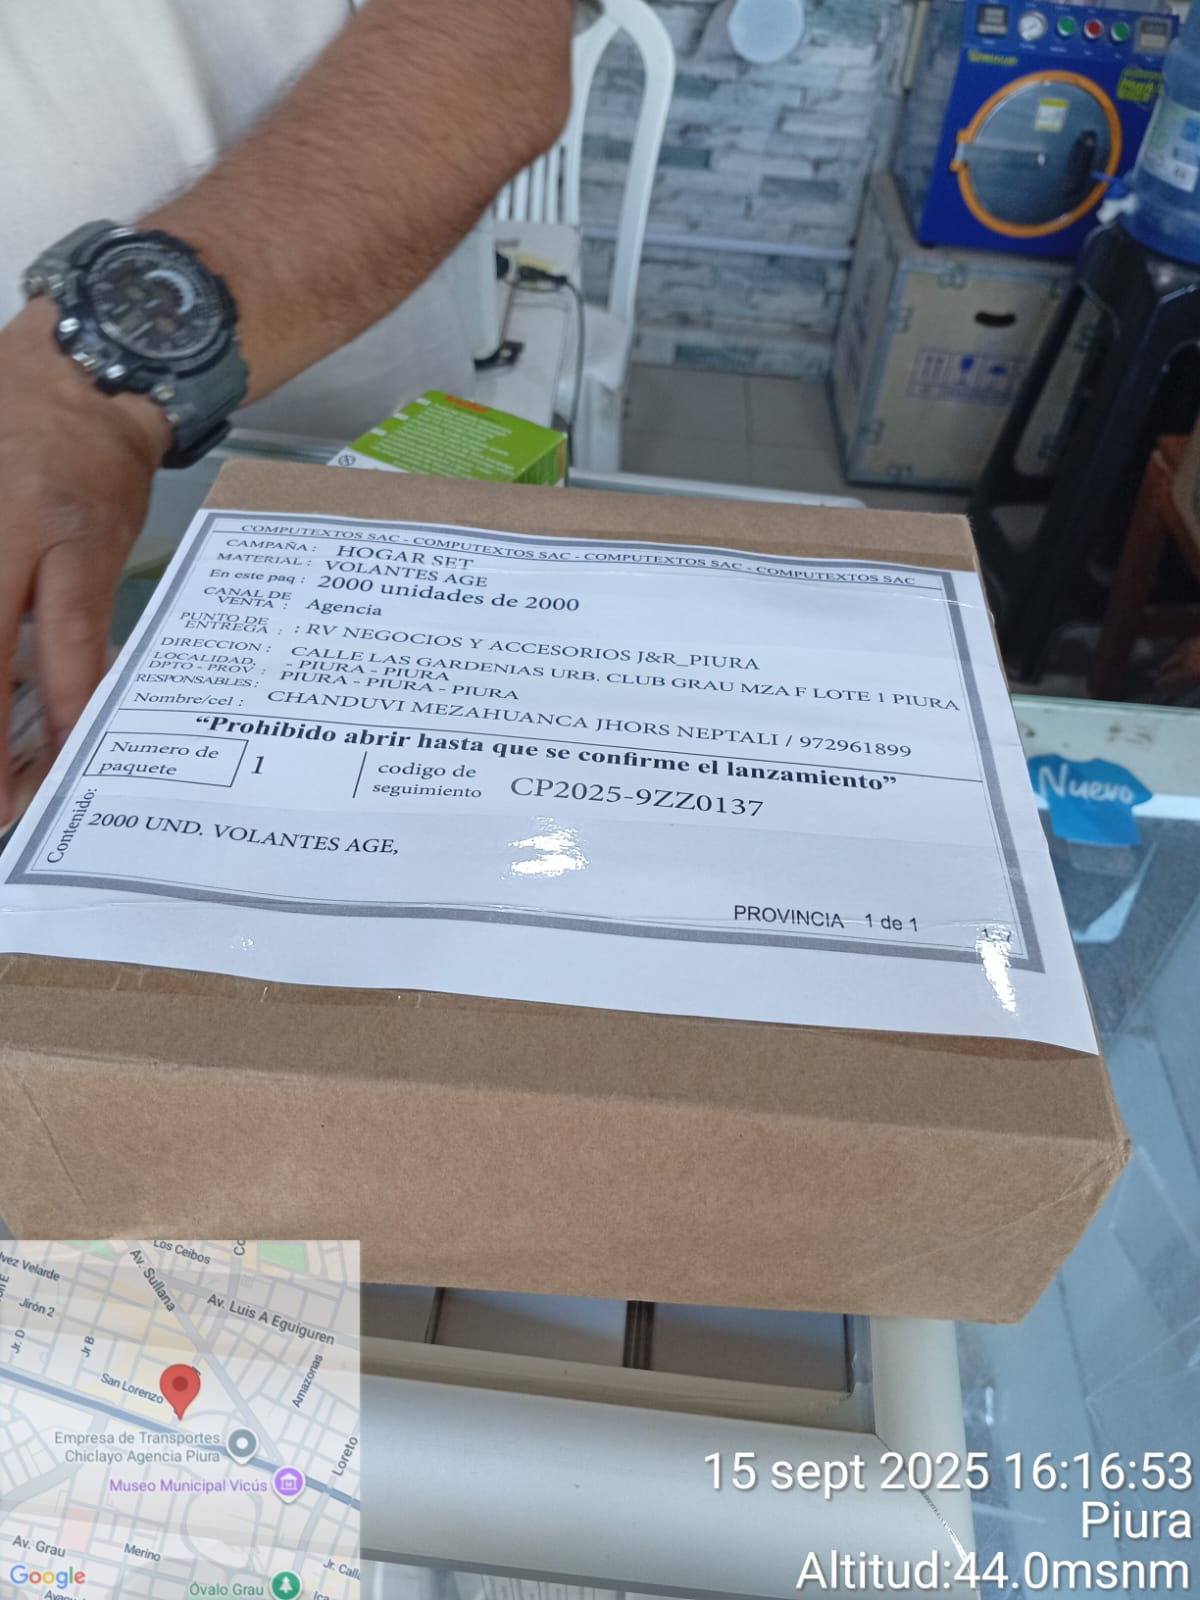 COMPUTEXTOS SAC - COMPUTEXTOS SAC - COMPUTEXTOS SAC - COMPUTEXTOS SAC
CAMPAÑA : HOGAR SET
MATERIAL : VOLANTES AGE
En este paq : 2000 unidades de 2000
CANAL DE VENTA : Agencia
PUNTO DE ENTREGA : : RV NEGOCIOS Y ACCESORIOS J&R_PIURA
DIRECCION : CALLE LAS GARDENIAS URB. CLUB GRAU MZA F LOTE 1 PIURA
LOCALIDAD. - PIURA - PIURA
DPTO - PROV : PIURA - PIURA - PIURA
RESPONSABLES:
Nombre/cel : CHANDUVI MEZAHUANCA JHORS NEPTALI / 972961899
“Prohibido abrir hasta que se confirme el lanzamiento”
Numero de paquete 1
codigo de seguimiento CP2025-9ZZ0137
Contenido:
2000 UND. VOLANTES AGE,
PROVINCIA 1 de 1
Nuevo
Los Ceibos
Av. Sullana
Av. Luis A Eguiguren
Jirón 2
Jr. D
Jr B
San Lorenzo
Amazonas
Empresa de Transportes
Chiclayo Agencia Piura
Loreto
Museo Municipal Vicús
Av. Grau
Merino
Google
Óvalo Grau
15 sept 2025 16:16:53
Piura
Altitud:44.0msnm